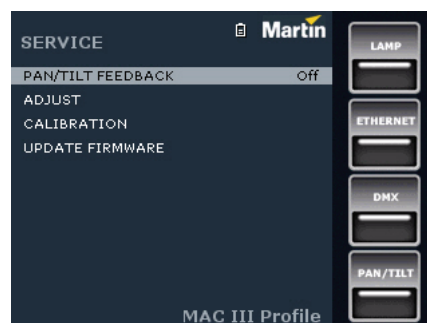 SERVICE
Martin
PAN/TILT FEEDBACK Off
ADJUST
CALIBRATION
UPDATE FIRMWARE
MAC III Profile
LAMP
ETHERNET
DMX
PAN/TILT